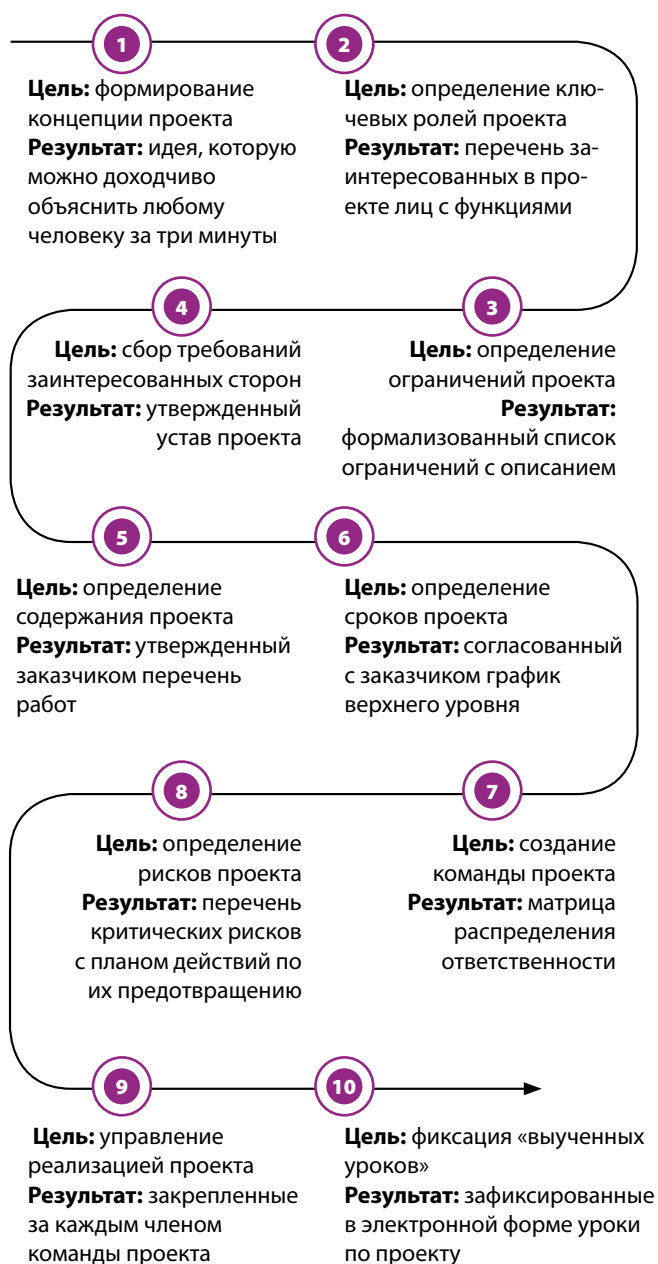 1
Цель: формирование
концепции проекта
Результат: идея, которую
можно доходчиво
объяснить любому
человеку за три минуты
2
Цель: определение клю-
чевых ролей проекта
Результат: перечень за-
интересованных в про-
екте лиц с функциями
3
Цель: определение
ограничений проекта
Результат:
формализованный список
ограничений с описанием
4
Цель: сбор требований
заинтересованных сторон
Результат: утвержденный
устав проекта
5
Цель: определение
содержания проекта
Результат: утвержденный
заказчиком перечень
работ
6
Цель: определение
сроков проекта
Результат: согласованный
с заказчиком график
верхнего уровня
7
Цель: создание
команды проекта
Результат: матрица
распределения
ответственности
8
Цель: определение
рисков проекта
Результат: перечень
критических рисков
с планом действий по
их предотвращению
9
Цель: управление
реализацией проекта
Результат: закрепленные
за каждым членом
команды проекта
10
Цель: фиксация «выученных
уроков»
Результат: зафиксированные
в электронной форме уроки
по проекту